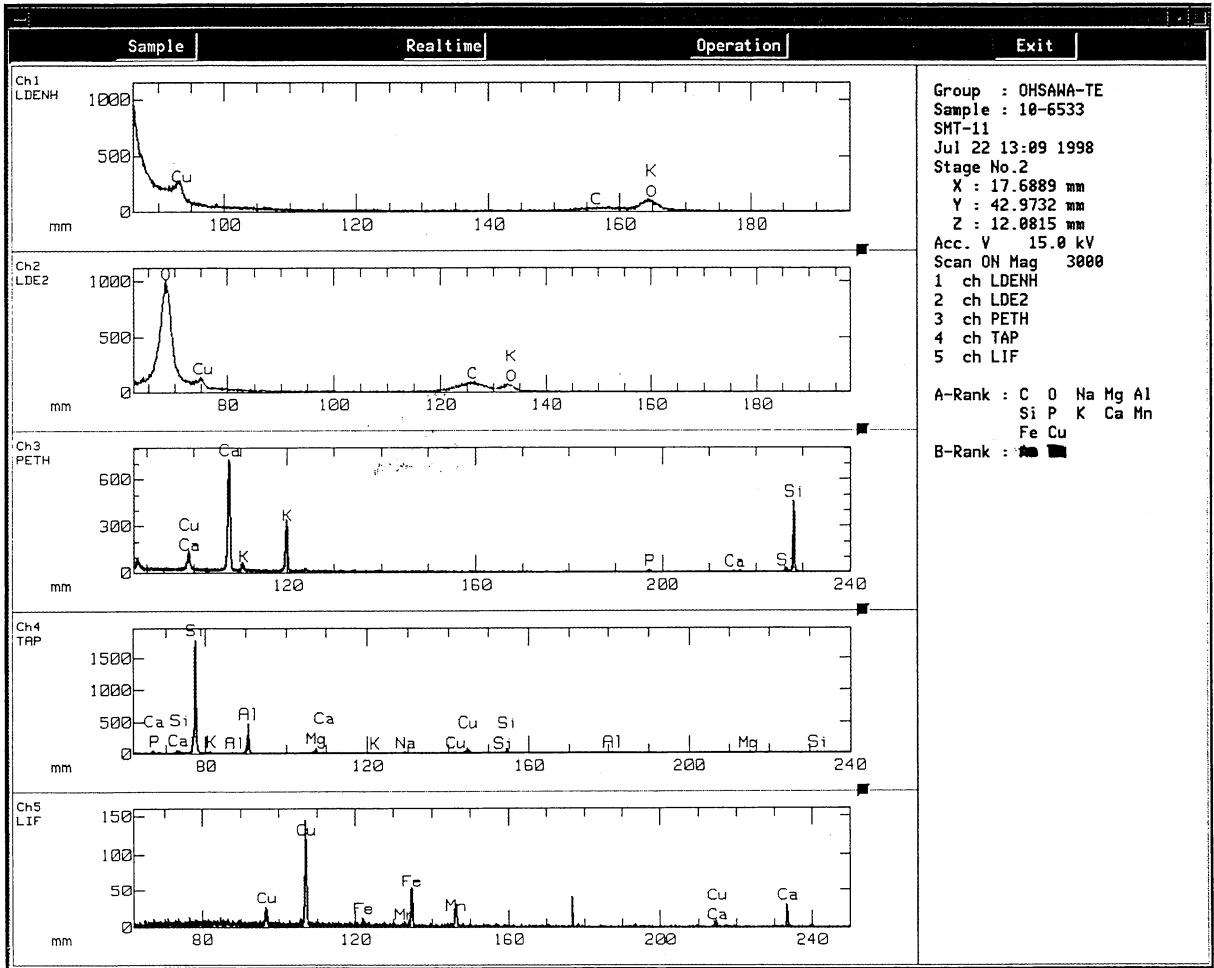 Sample Realtime Operation Exit
Ch1
LDENH
1000
500
0
Cu
C
K
O
mm 100 120 140 160 180
Ch2
LDE2
1000
500
0
O
Cu
C
K
O
mm 80 100 120 140 160 180
Ch3
PETH
600
300
0
Cu
Ca
Ca
K
K
P
Ca
S
Si
mm 120 160 200 240
Ch4
TAP
1500
1000
500
0
Ca Si Si Al Ca Cu Si
P Ca K Al Mg K Na Cu Si Al Mg Si
mm 80 120 160 200 240
Ch5
LIF
150
100
50
0
Cu
Cu
Fe
Mn
Fe
Mn
Cu
Ca
Ca
mm 80 120 160 200 240
Group : OHSAWA-TE
Sample : 10-6533
SMT-11
Jul 22 13:09 1998
Stage No.2
X : 17.6889 mm
Y : 42.9732 mm
Z : 12.0815 mm
Acc. V 15.0 kV
Scan ON Mag 3000
1 ch LDENH
2 ch LDE2
3 ch PETH
4 ch TAP
5 ch LIF
A-Rank : C O Na Mg Al
Si P K Ca Mn
Fe Cu
B-Rank :